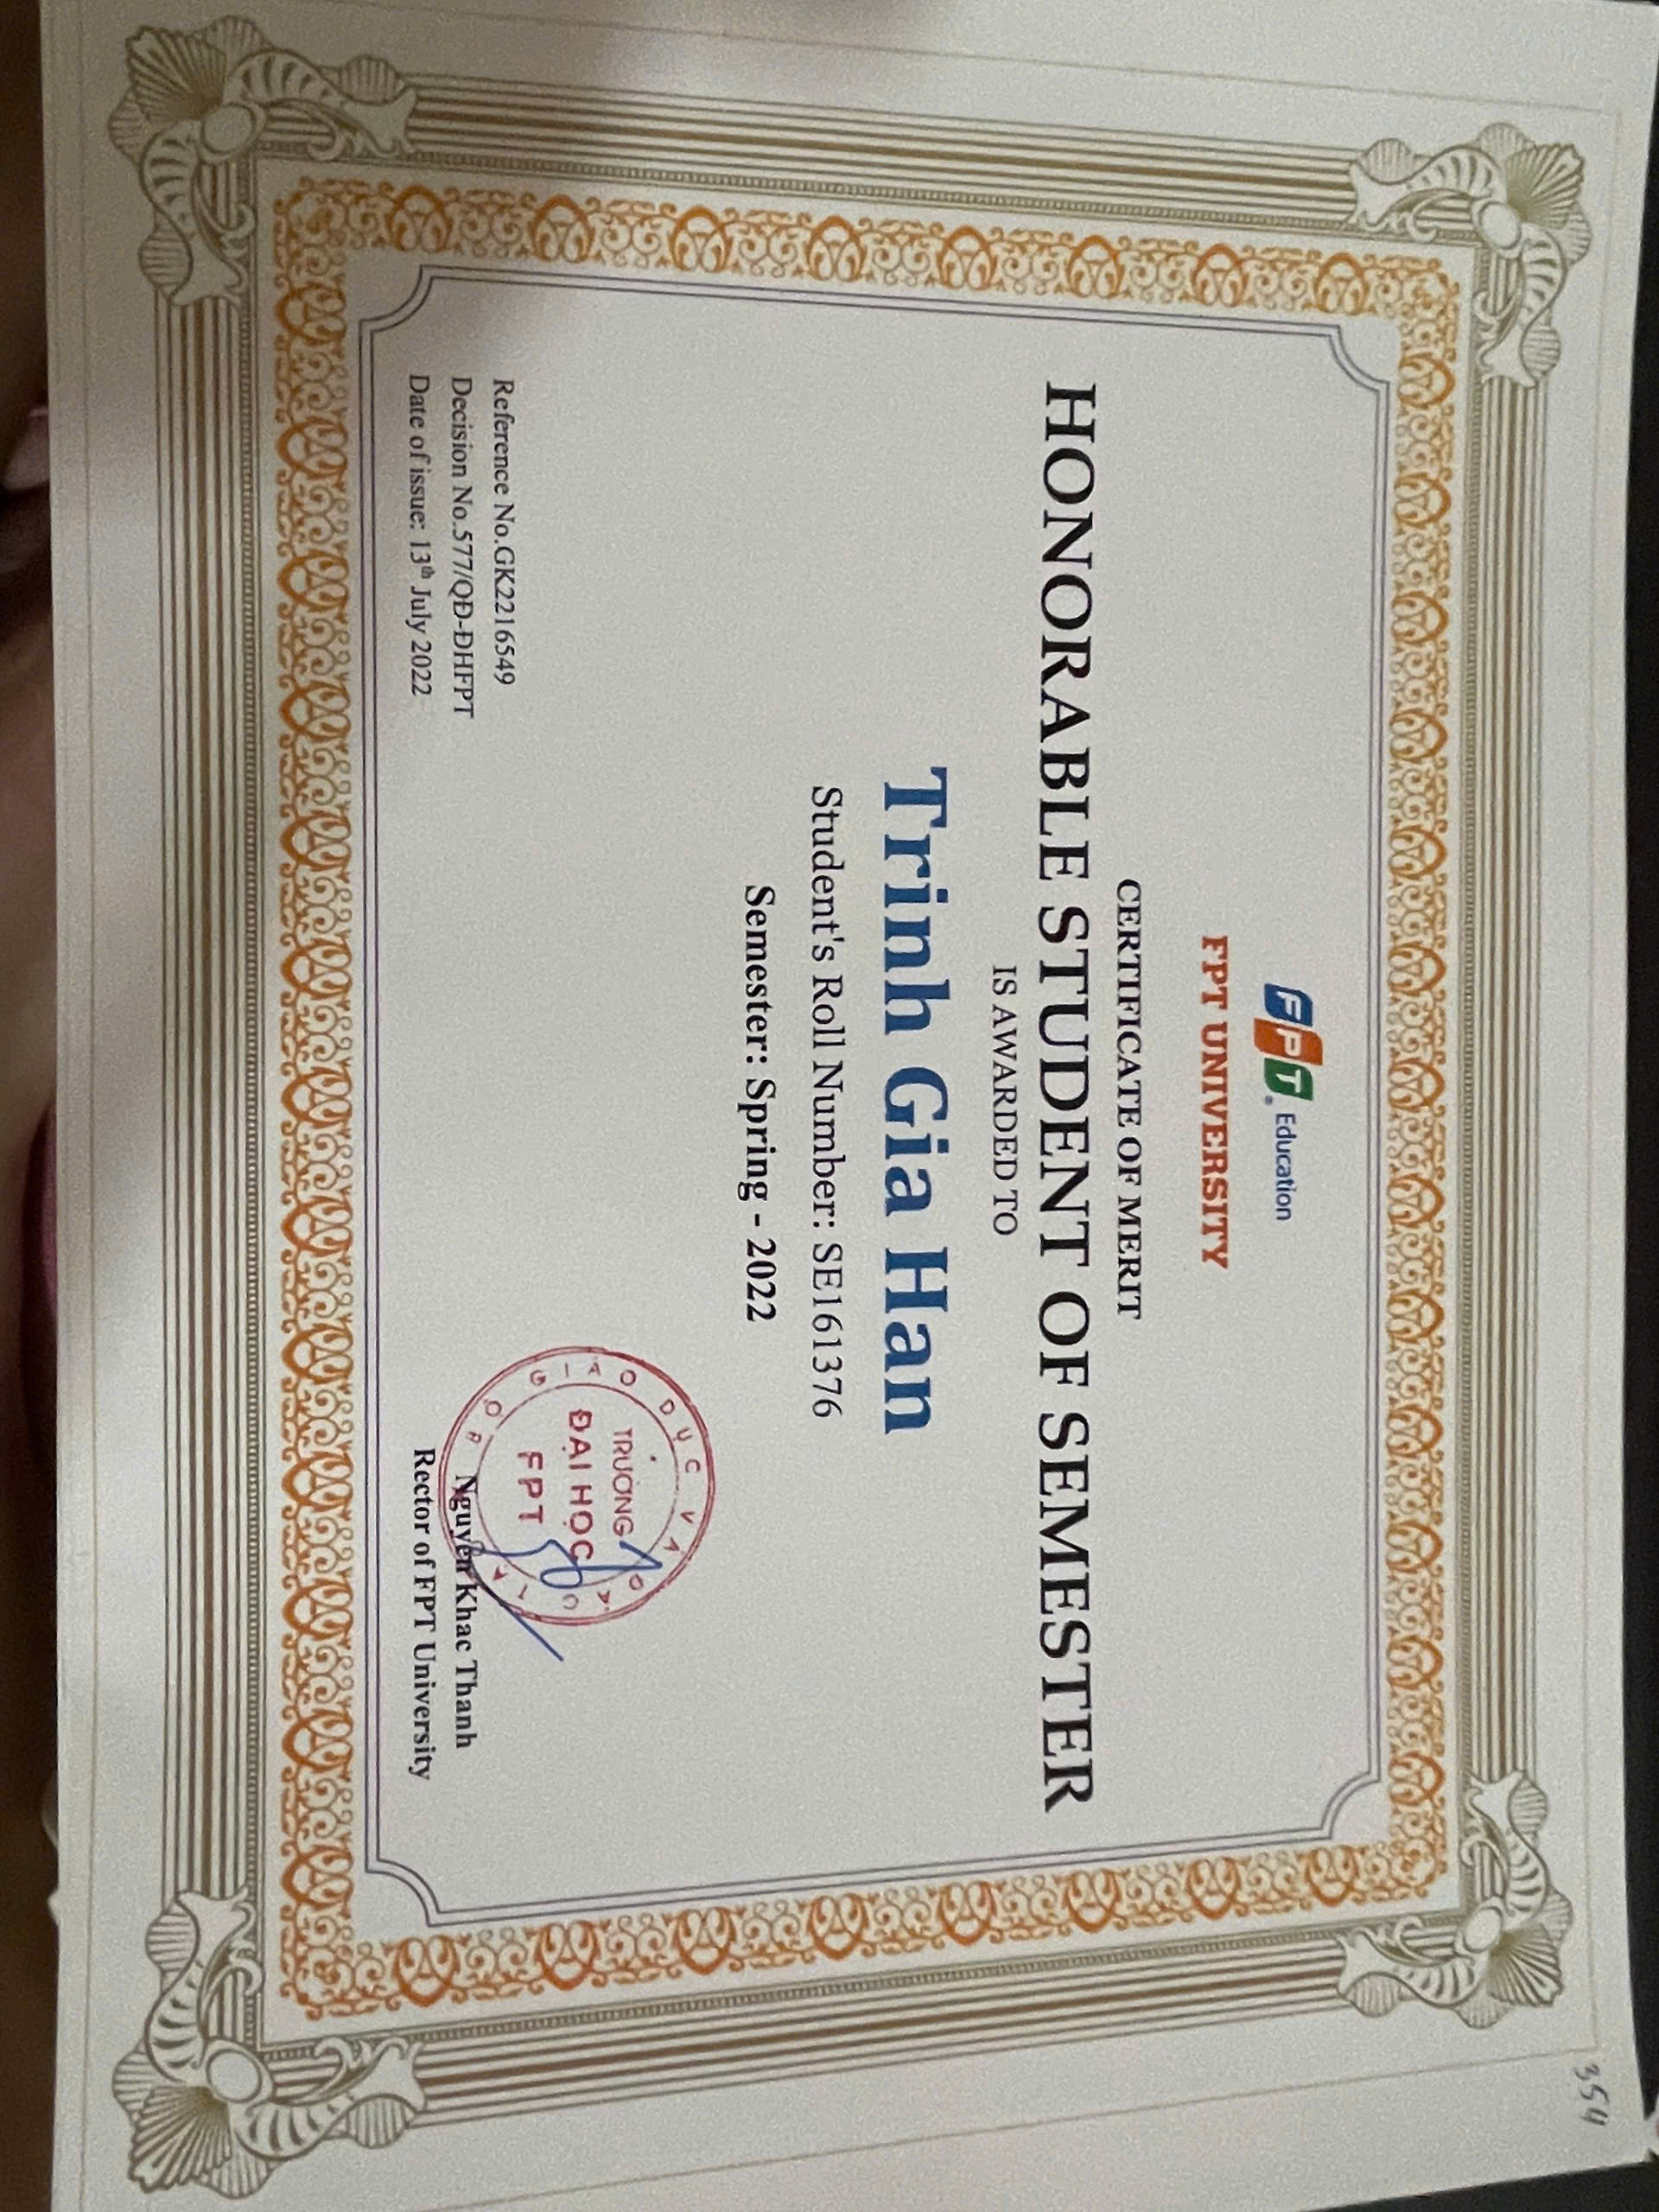 354
FPT Education
FPT UNIVERSITY
CERTIFICATE OF MERIT
HONORABLE STUDENT OF SEMESTER
IS AWARDED TO
Trinh Gia Han
Student's Roll Number: SE161376
Semester: Spring - 2022
BỘ GIÁO DỤC VÀ ĐÀO TẠO
TRƯỜNG
ĐẠI HỌC
FPT
Reference No.GK2216549
Decision No.577/QĐ-ĐHFPT
Date of issue: 13th July 2022
Nguyen Khac Thanh
Rector of FPT University